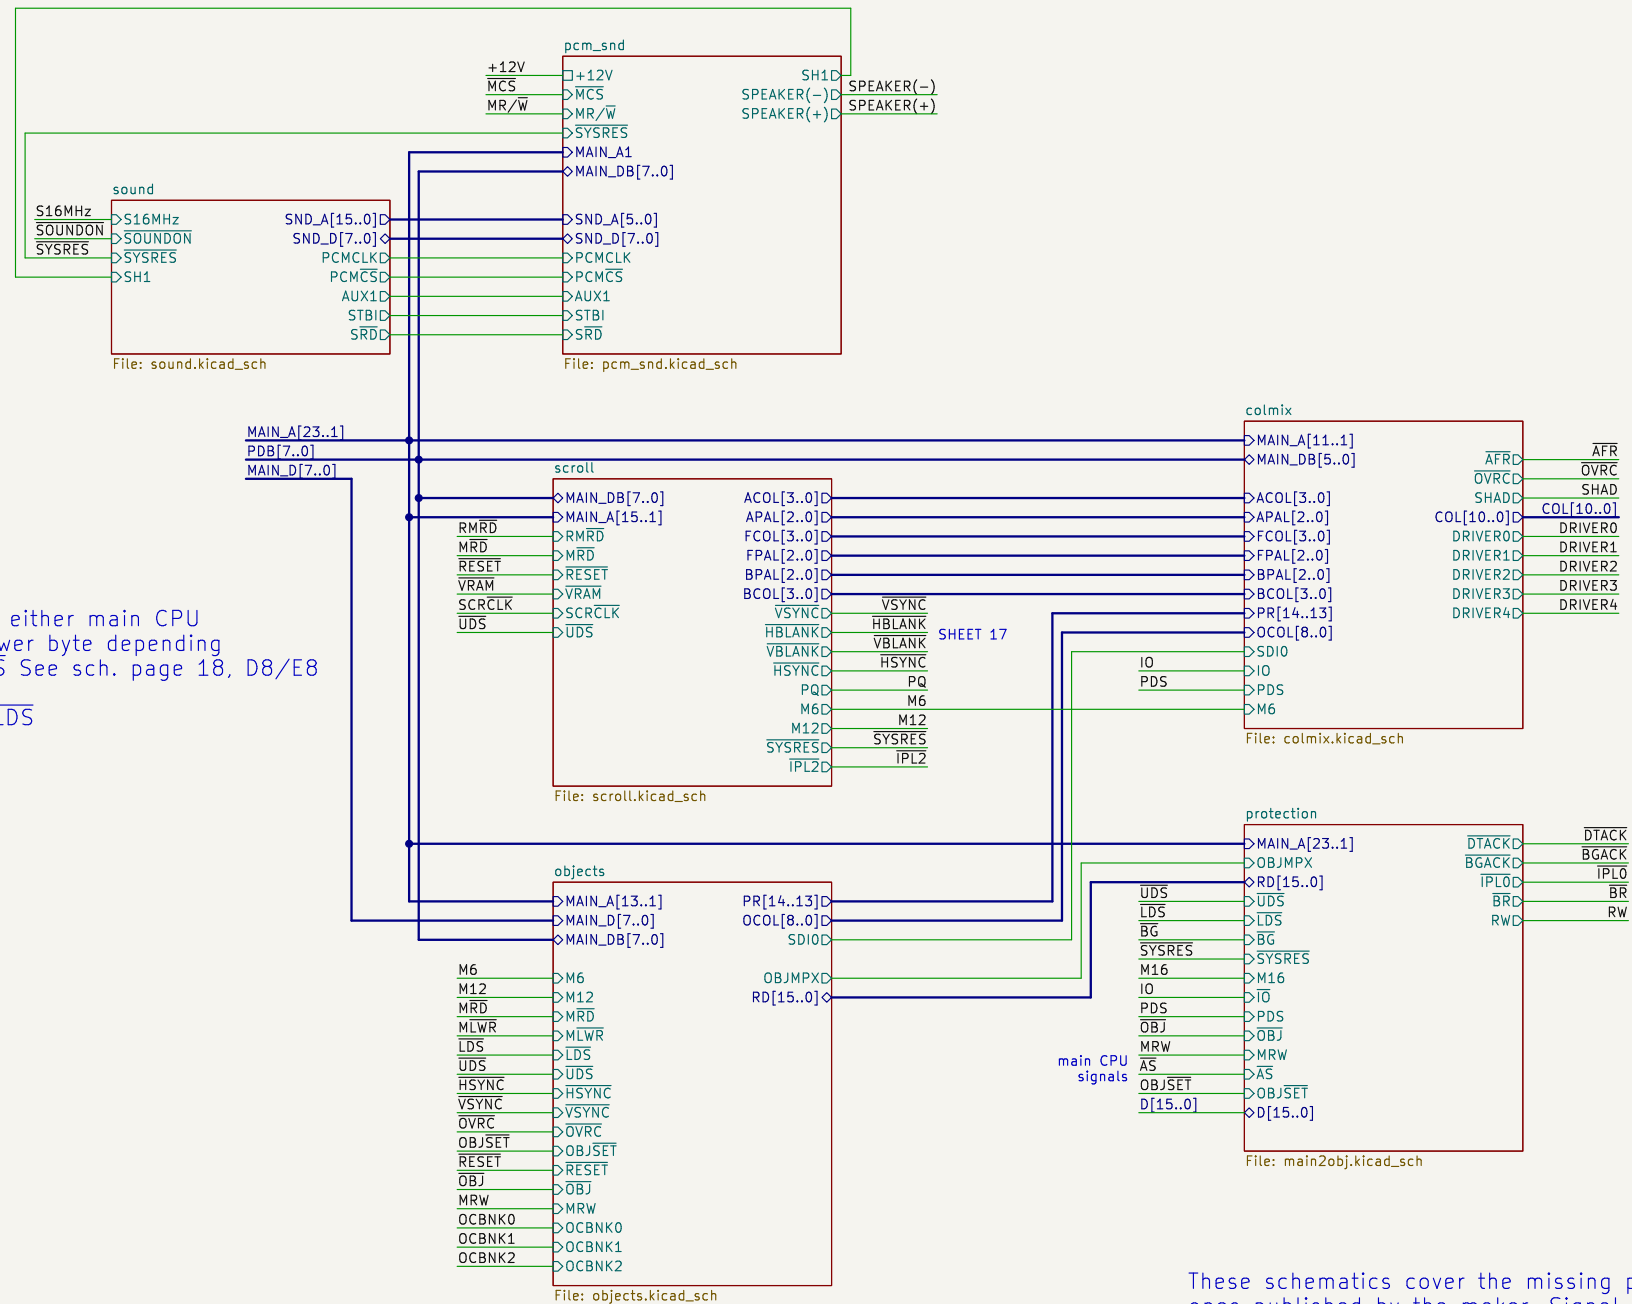 pcm_snd
+12V
MCS
MR/W
+12V
MCS
MR/W
SYSRES
MAIN_A1
MAIN_DB[7..0]
SND_A[5..0]
SND_D[7..0]
PCMCLK
PCMCS
AUX1
STBI
SRD
SH1
SPEAKER(-)
SPEAKER(+)
SPEAKER(-)
SPEAKER(+)
File: pcm_snd.kicad_sch
sound
S16MHz
SOUNDON
SYSRES
S16MHz
SOUNDON
SYSRES
SH1
SND_A[15..0]
SND_D[7..0]
PCMCLK
PCMCS
AUX1
STBI
SRD
File: sound.kicad_sch
MAIN_A[23..1]
PDB[7..0]
MAIN_D[7..0]
scroll
RMRD
MRD
RESET
VRAM
SCRCLK
UDS
MAIN_DB[7..0]
MAIN_A[15..1]
RMRD
MRD
RESET
VRAM
SCRCLK
UDS
ACOL[3..0]
APAL[2..0]
FCOL[3..0]
FPAL[2..0]
BPAL[2..0]
BCOL[3..0]
VSYNC
HBLANK
VBLANK
HSYNC
PQ
M6
M12
SYSRES
IPL2
VSYNC
HBLANK
VBLANK
HSYNC
PQ
M6
M12
SYSRES
IPL2
SHEET 17
File: scroll.kicad_sch
colmix
IO
PDS
MAIN_A[11..1]
MAIN_DB[5..0]
ACOL[3..0]
APAL[2..0]
FCOL[3..0]
FPAL[2..0]
BPAL[2..0]
BCOL[3..0]
PR[14..13]
OCOL[8..0]
SDI0
IO
PDS
M6
AFR
OVRC
SHAD
COL[10..0]
DRIVER0
DRIVER1
DRIVER2
DRIVER3
DRIVER4
AFR
OVRC
SHAD
COL[10..0]
DRIVER0
DRIVER1
DRIVER2
DRIVER3
DRIVER4
File: colmix.kicad_sch
either main CPU
wer byte depending
S See sch. page 18, D8/E8
LDS
objects
M6
M12
MRD
MLWR
LDS
UDS
HSYNC
VSYNC
OVRC
OBJSET
RESET
OBJ
MRW
OCBNK0
OCBNK1
OCBNK2
MAIN_A[13..1]
MAIN_D[7..0]
MAIN_DB[7..0]
M6
M12
MRD
MLWR
LDS
UDS
HSYNC
VSYNC
OVRC
OBJSET
RESET
OBJ
MRW
OCBNK0
OCBNK1
OCBNK2
PR[14..13]
OCOL[8..0]
SDI0
OBJMPX
RD[15..0]
File: objects.kicad_sch
protection
UDS
LDS
BG
SYSRES
M16
IO
PDS
OBJ
MRW
AS
OBJSET
D[15..0]
main CPU
signals
MAIN_A[23..1]
OBJMPX
RD[15..0]
UDS
LDS
BG
SYSRES
M16
IO
PDS
OBJ
MRW
AS
OBJSET
D[15..0]
DTACK
BGACK
IPL0
BR
RW
DTACK
BGACK
IPL0
BR
RW
File: main2obj.kicad_sch
These schematics cover the missing p
once published by the maker. Signal